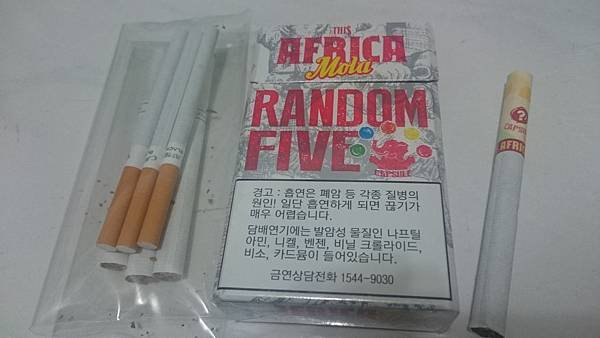 THIS
AFRICA
Mola
RANDOM
FIVE
CAPSULE
경고 : 흡연은 폐암 등 각종 질병의
원인! 일단 흡연하게 되면 끊기가
매우 어렵습니다.
담배연기에는 발암성 물질인 나프틸
아민, 니켈, 벤젠, 비닐 크롤라이드,
비소, 카드뮴이 들어있습니다.
금연상담전화 1544-9030
?
CAPSU
AFRIC